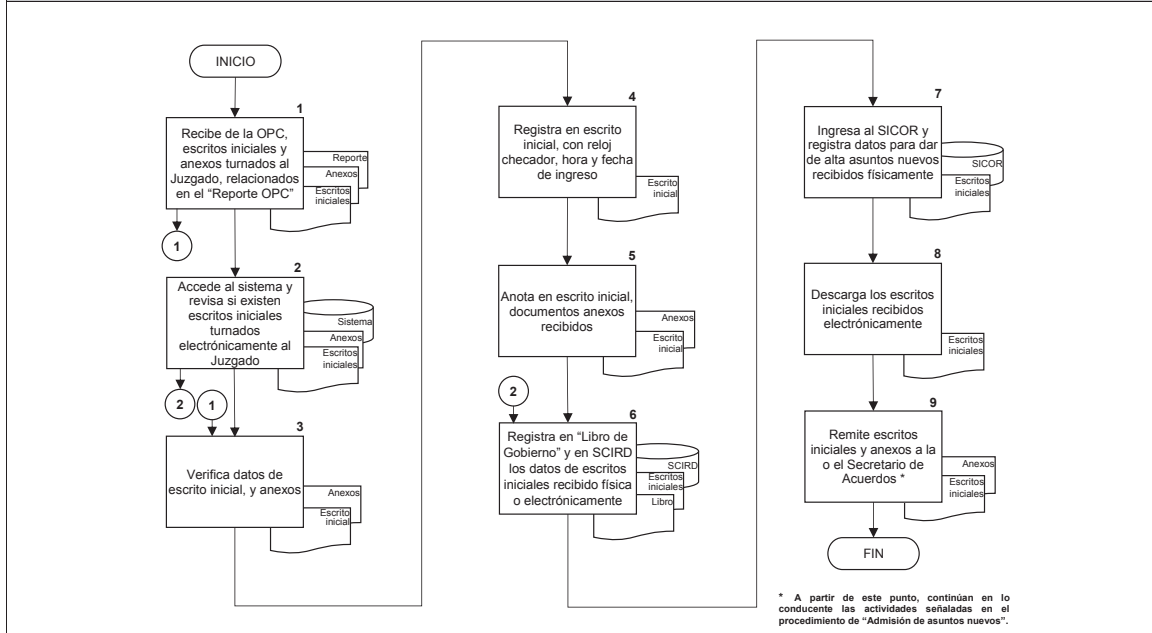 INICIO
1
Recibe de la OPC,
escritos iniciales y
anexos turnados al
Juzgado, relacionados
en el “Reporte OPC”
Reporte
Anexos
Escritos
iniciales
1
2
Accede al sistema y
revisa si existen
escritos iniciales
turnados
electrónicamente al
Juzgado
Sistema
Anexos
Escritos
iniciales
2
1
3
Verifica datos de
escrito inicial, y anexos
Anexos
Escrito
inicial
4
Registra en escrito
inicial, con reloj
checador, hora y fecha
de ingreso
Escrito
inicial
5
Anota en escrito inicial,
documentos anexos
recibidos
Anexos
Escrito
inicial
2
6
Registra en “Libro de
Gobierno” y en SCIRD
los datos de escritos
iniciales recibido física
o electrónicamente
SCIRD
Escritos
iniciales
Libro
7
Ingresa al SICOR y
registra datos para dar
de alta asuntos nuevos
recibidos físicamente
SICOR
Escritos
iniciales
8
Descarga los escritos
iniciales recibidos
electrónicamente
Escritos
iniciales
9
Remite escritos
iniciales y anexos a la
o el Secretario de
Acuerdos *
Anexos
Escritos
iniciales
FIN
* A partir de este punto, continúan en lo
conducente las actividades señaladas en el
procedimiento de “Admisión de asuntos nuevos”.